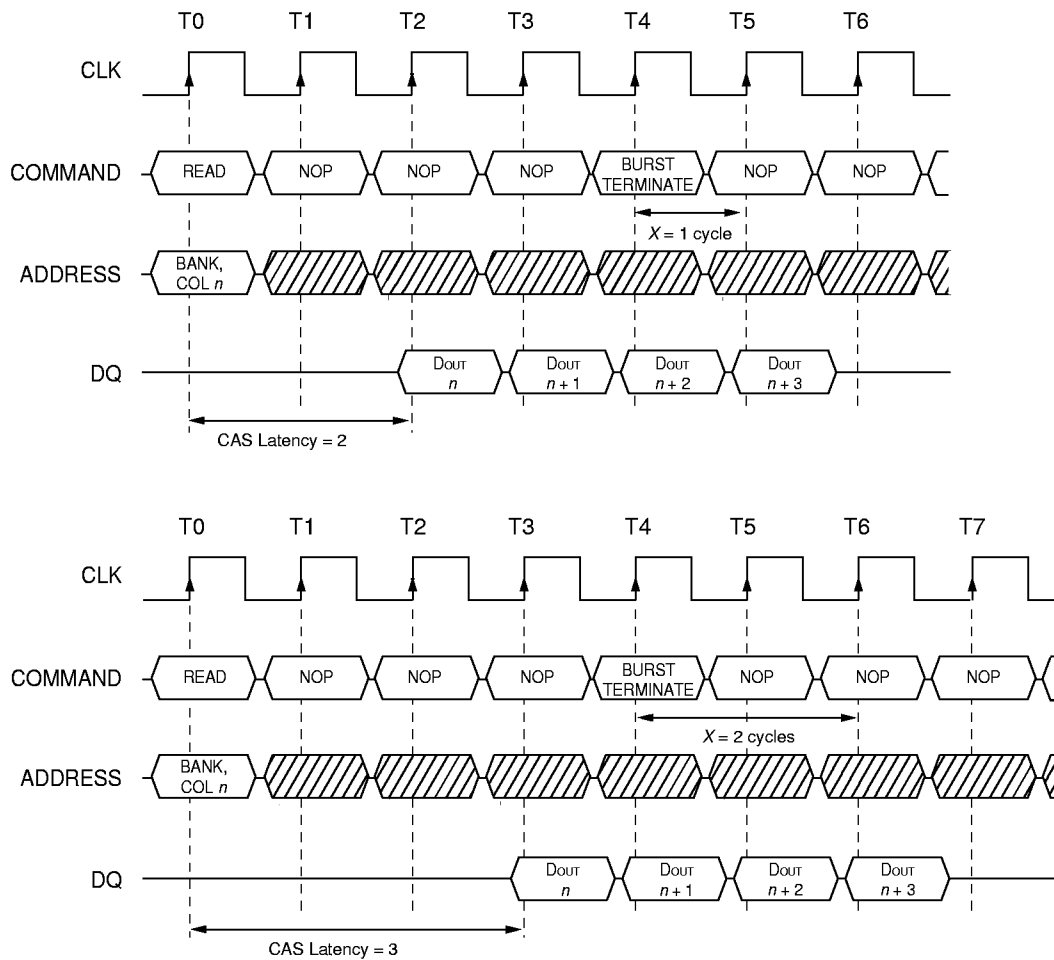 T0 T1 T2 T3 T4 T5 T6
CLK
COMMAND READ NOP NOP NOP BURST TERMINATE NOP NOP
X = 1 cycle
ADDRESS BANK, COL n
DQ DOUT n DOUT n + 1 DOUT n + 2 DOUT n + 3
CAS Latency = 2
T0 T1 T2 T3 T4 T5 T6 T7
CLK
COMMAND READ NOP NOP NOP BURST TERMINATE NOP NOP NOP
X = 2 cycles
ADDRESS BANK, COL n
DQ DOUT n DOUT n + 1 DOUT n + 2 DOUT n + 3
CAS Latency = 3